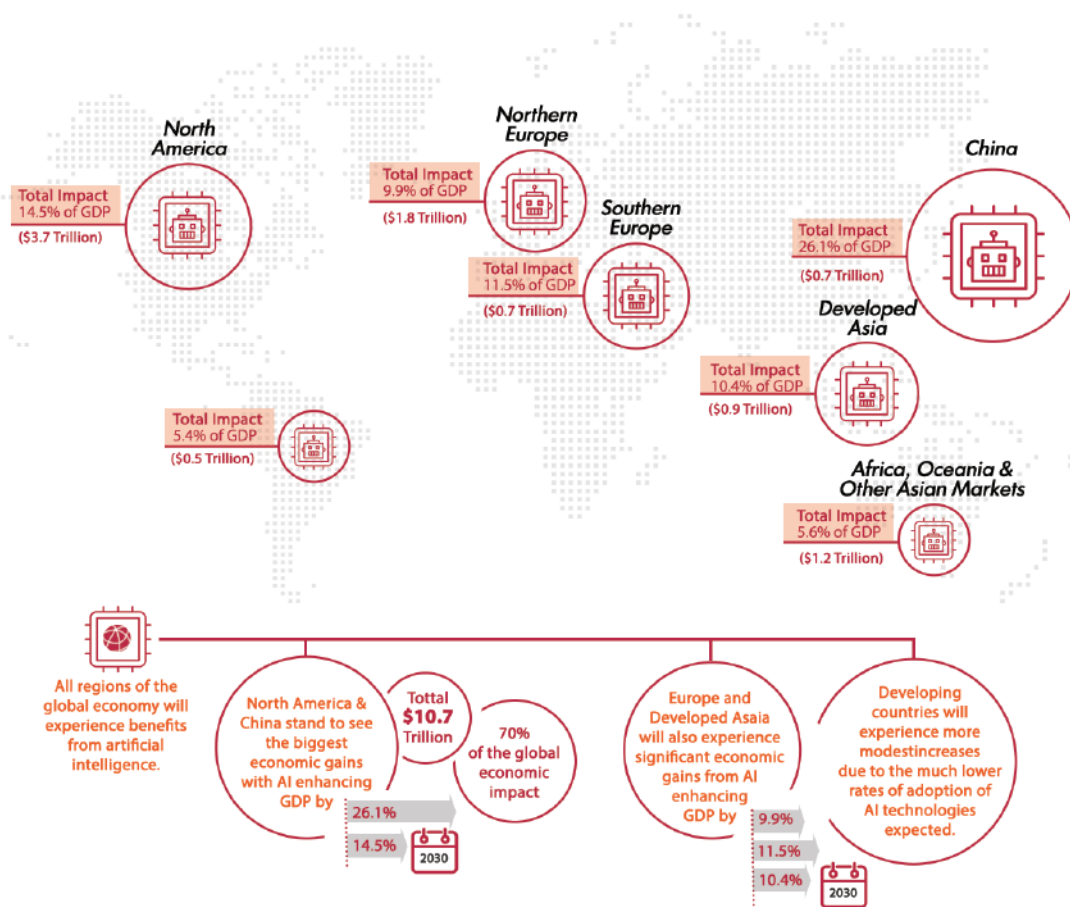 North
America
Total Impact
14.5% of GDP
($3.7 Trillion)
Northern
Europe
Total Impact
9.9% of GDP
($1.8 Trillion)
Southern
Europe
Total Impact
11.5% of GDP
($0.7 Trillion)
China
Total Impact
26.1% of GDP
($0.7 Trillion)
Developed
Asia
Total Impact
10.4% of GDP
($0.9 Trillion)
Total Impact
5.4% of GDP
($0.5 Trillion)
Africa, Oceania &
Other Asian Markets
Total Impact
5.6% of GDP
($1.2 Trillion)
All regions of the
global economy will
experience benefits
from artificial
intelligence.
North America &
China stand to see
the biggest
economic gains
with AI enhancing
GDP by
26.1%
14.5%
2030
Tottal
$10.7
Trillion
70%
of the global
economic
impact
Europe and
Developed Asaia
will also experience
significant economic
gains from AI
enhancing
GDP by
9.9%
11.5%
10.4%
2030
Developing
countries will
experience more
modestincreases
due to the much lower
rates of adoption of
AI technologies
expected.